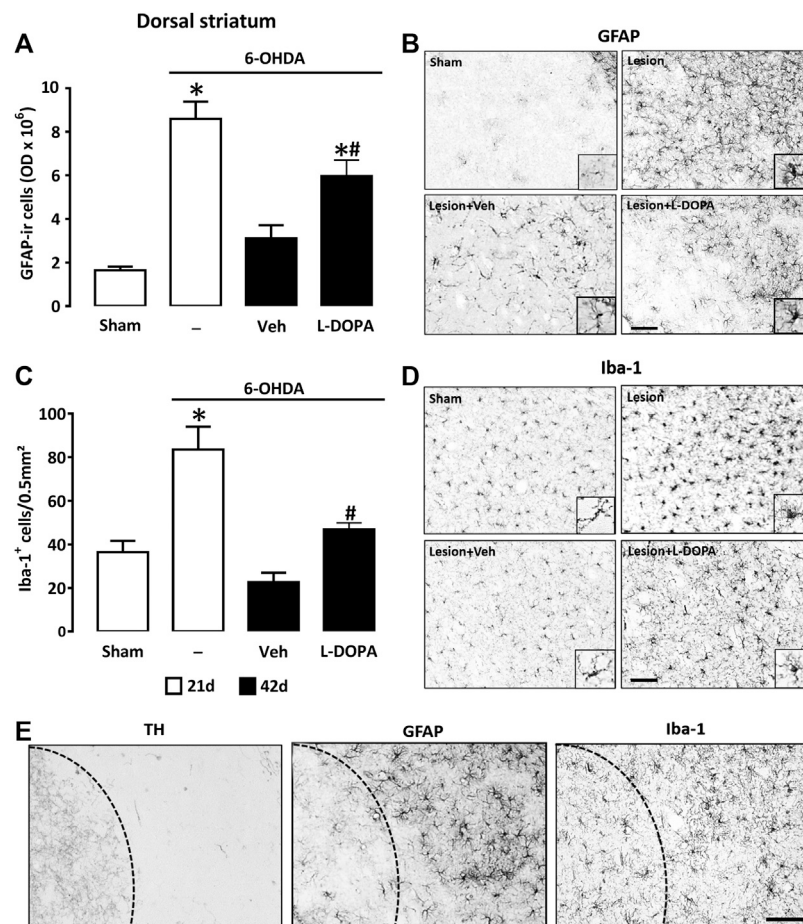 Dorsal striatum
A
6-OHDA
GFAP-ir cells (OD x 10⁶)
10
8
6
4
2
0
*
*#
Sham
–
Veh
L-DOPA
B
GFAP
Sham
Lesion
Lesion+Veh
Lesion+L-DOPA
C
6-OHDA
Iba-1⁺ cells/0.5mm²
100
80
60
40
20
0
*
#
Sham
–
Veh
L-DOPA
21d
42d
D
Iba-1
Sham
Lesion
Lesion+Veh
Lesion+L-DOPA
E
TH
GFAP
Iba-1